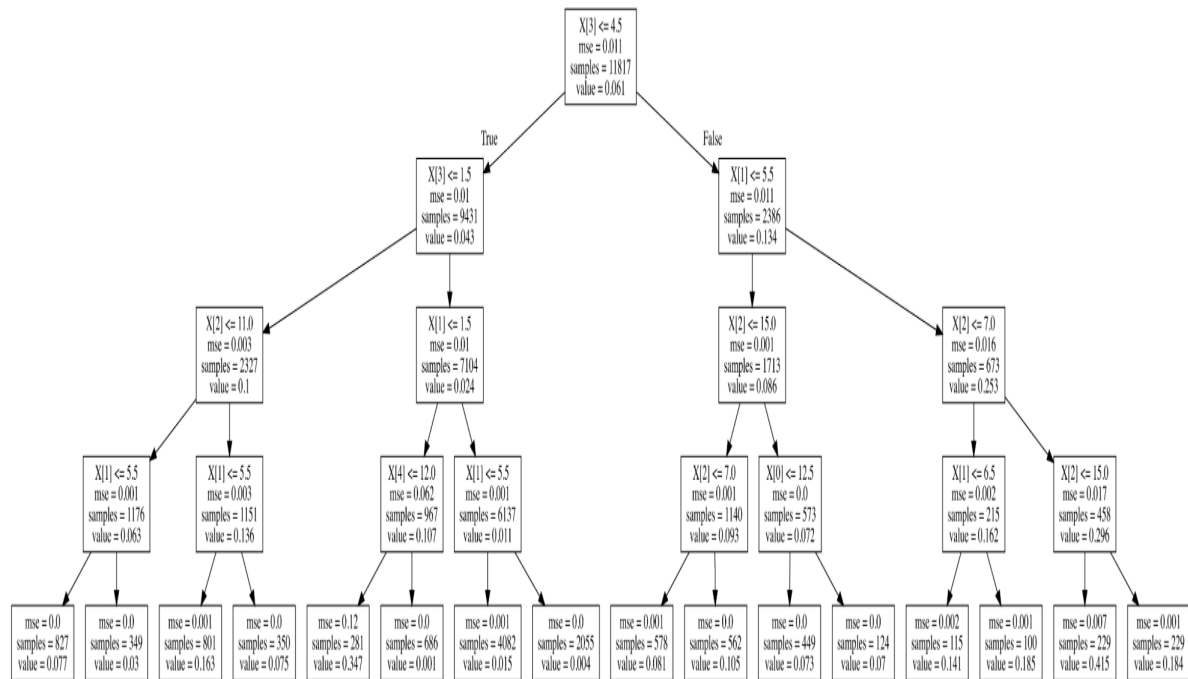 X[3] <= 4.5
mse = 0.011
samples = 11817
value = 0.061
True
False
X[3] <= 1.5
mse = 0.01
samples = 9431
value = 0.043
X[1] <= 5.5
mse = 0.011
samples = 2386
value = 0.134
X[2] <= 11.0
mse = 0.003
samples = 2327
value = 0.1
X[1] <= 1.5
mse = 0.01
samples = 7104
value = 0.024
X[2] <= 15.0
mse = 0.001
samples = 1713
value = 0.086
X[2] <= 7.0
mse = 0.016
samples = 673
value = 0.253
X[1] <= 5.5
mse = 0.001
samples = 1176
value = 0.063
X[1] <= 5.5
mse = 0.003
samples = 1151
value = 0.136
X[4] <= 12.0
mse = 0.062
samples = 967
value = 0.107
X[1] <= 5.5
mse = 0.001
samples = 6137
value = 0.011
X[2] <= 7.0
mse = 0.001
samples = 1140
value = 0.093
X[0] <= 12.5
mse = 0.0
samples = 573
value = 0.072
X[1] <= 6.5
mse = 0.002
samples = 215
value = 0.162
X[2] <= 15.0
mse = 0.017
samples = 458
value = 0.296
mse = 0.0
samples = 827
value = 0.077
mse = 0.0
samples = 349
value = 0.03
mse = 0.001
samples = 801
value = 0.163
mse = 0.0
samples = 350
value = 0.075
mse = 0.12
samples = 281
value = 0.347
mse = 0.0
samples = 686
value = 0.001
mse = 0.001
samples = 4082
value = 0.015
mse = 0.0
samples = 2055
value = 0.004
mse = 0.001
samples = 578
value = 0.081
mse = 0.0
samples = 562
value = 0.105
mse = 0.0
samples = 449
value = 0.073
mse = 0.0
samples = 124
value = 0.07
mse = 0.002
samples = 115
value = 0.141
mse = 0.001
samples = 100
value = 0.185
mse = 0.007
samples = 229
value = 0.415
mse = 0.001
samples = 229
value = 0.184